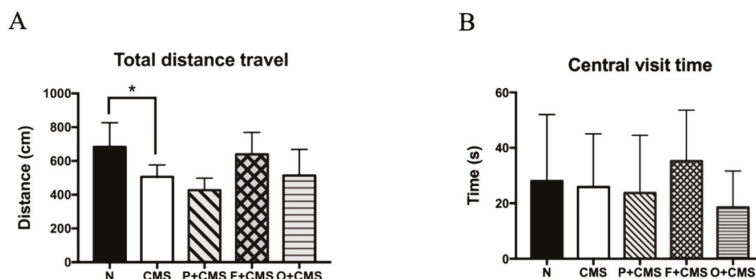 A
Total distance travel
*
1000
800
600
400
200
0
Distance (cm)
N CMS P+CMS F+CMS O+CMS
B
Central visit time
60
40
20
0
Time (s)
N CMS P+CMS F+CMS O+CMS